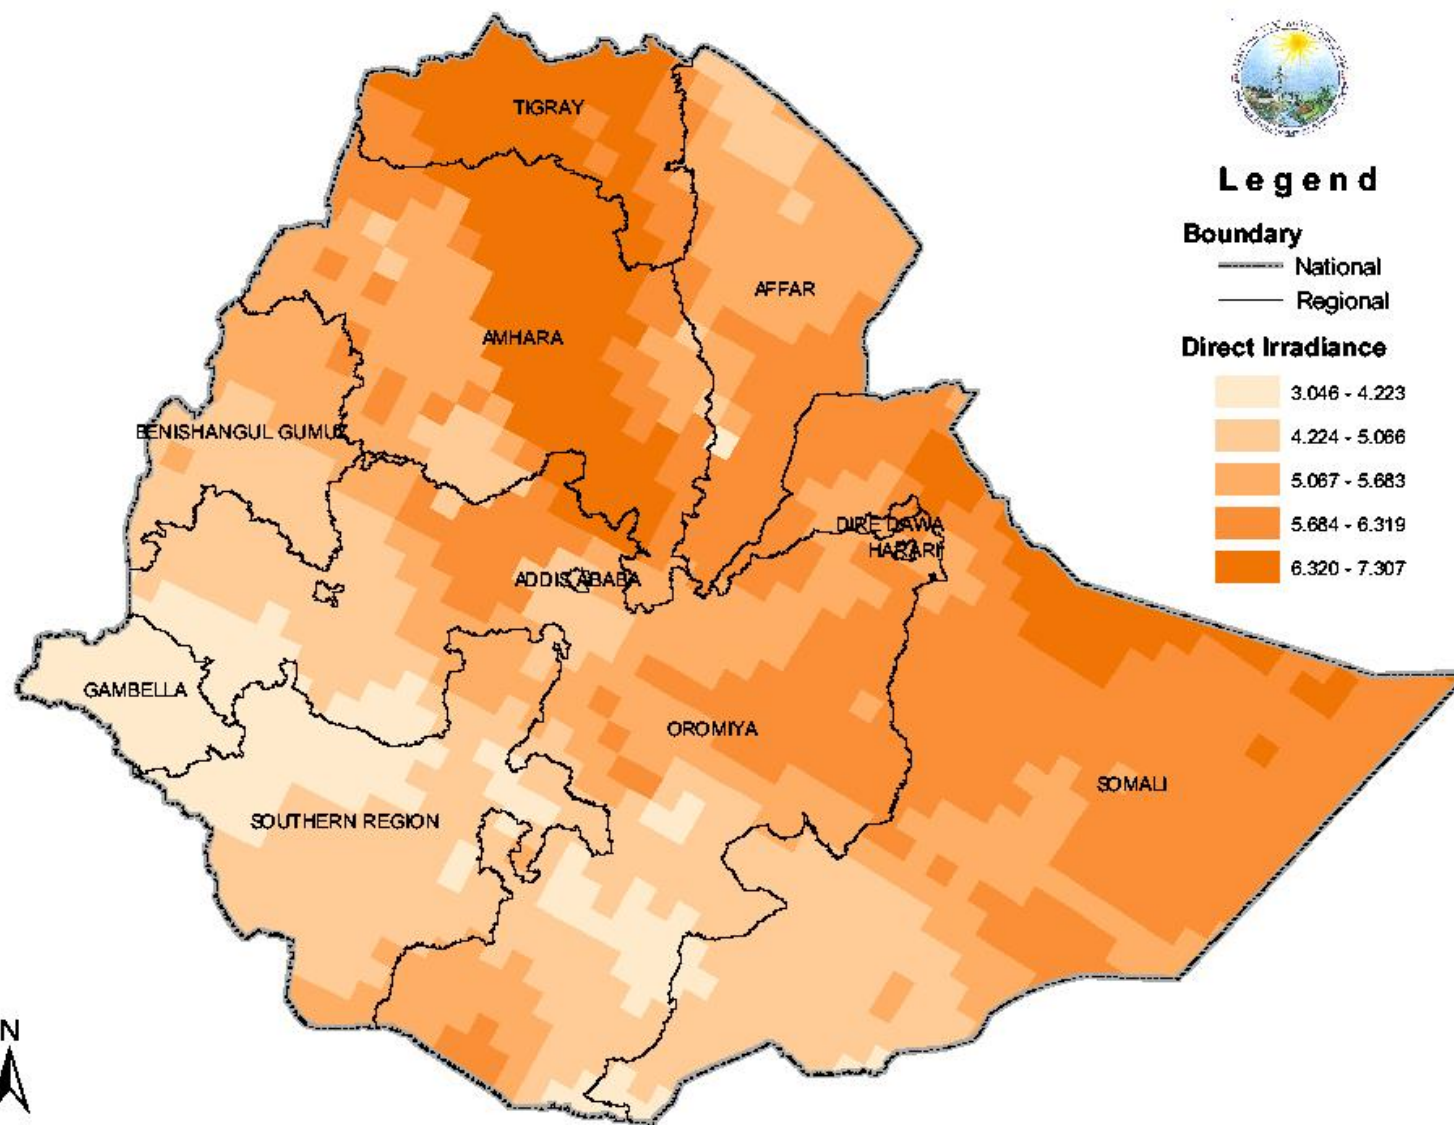 TIGRAY
Legend
Boundary
National
AFFAR
Regional
AMHARA
Direct Irradiance
3.046 - 4.223
BENISHANGUL GUMUZ
4.224 - 5.066
5.067 - 5.683
DIRE DAWA
5.684 - 6.319
HARARI
ADDIS ABABA
6.320 - 7.307
GAMBELLA
OROMIYA
SOMALI
SOUTHERN REGION
N